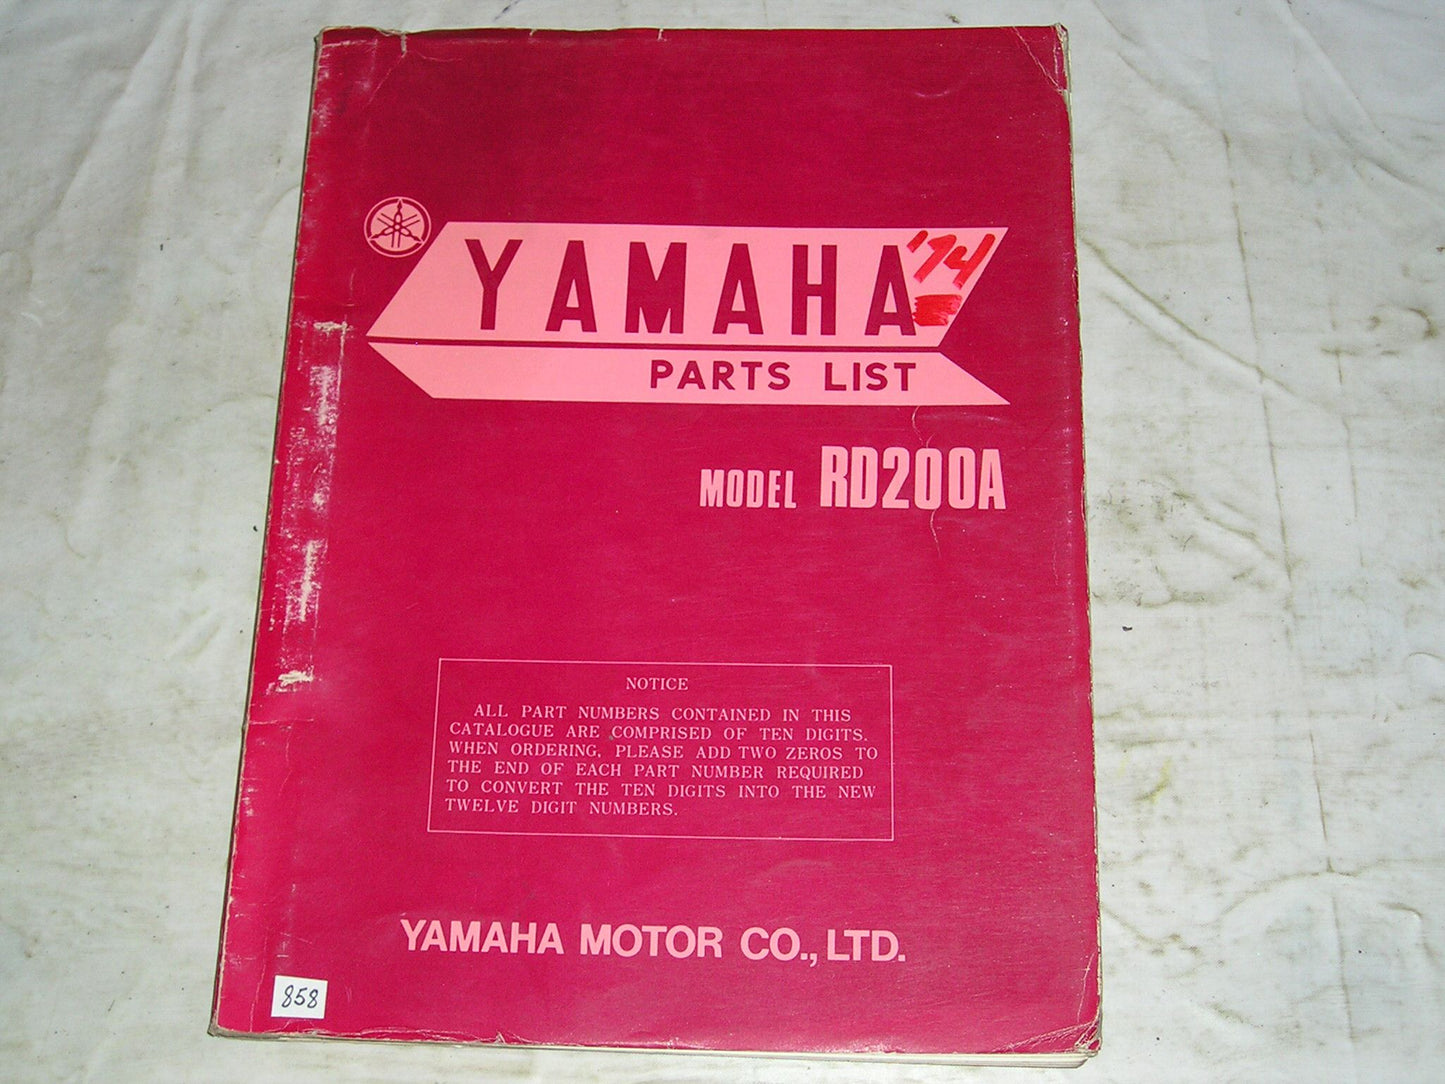 YAMAHA '74
PARTS LIST
MODEL RD200A
NOTICE
ALL PART NUMBERS CONTAINED IN THIS
CATALOGUE ARE COMPRISED OF TEN DIGITS.
WHEN ORDERING, PLEASE ADD TWO ZEROS TO
THE END OF EACH PART NUMBER REQUIRED
TO CONVERT THE TEN DIGITS INTO THE NEW
TWELVE DIGIT NUMBERS.
YAMAHA MOTOR CO., LTD.
858